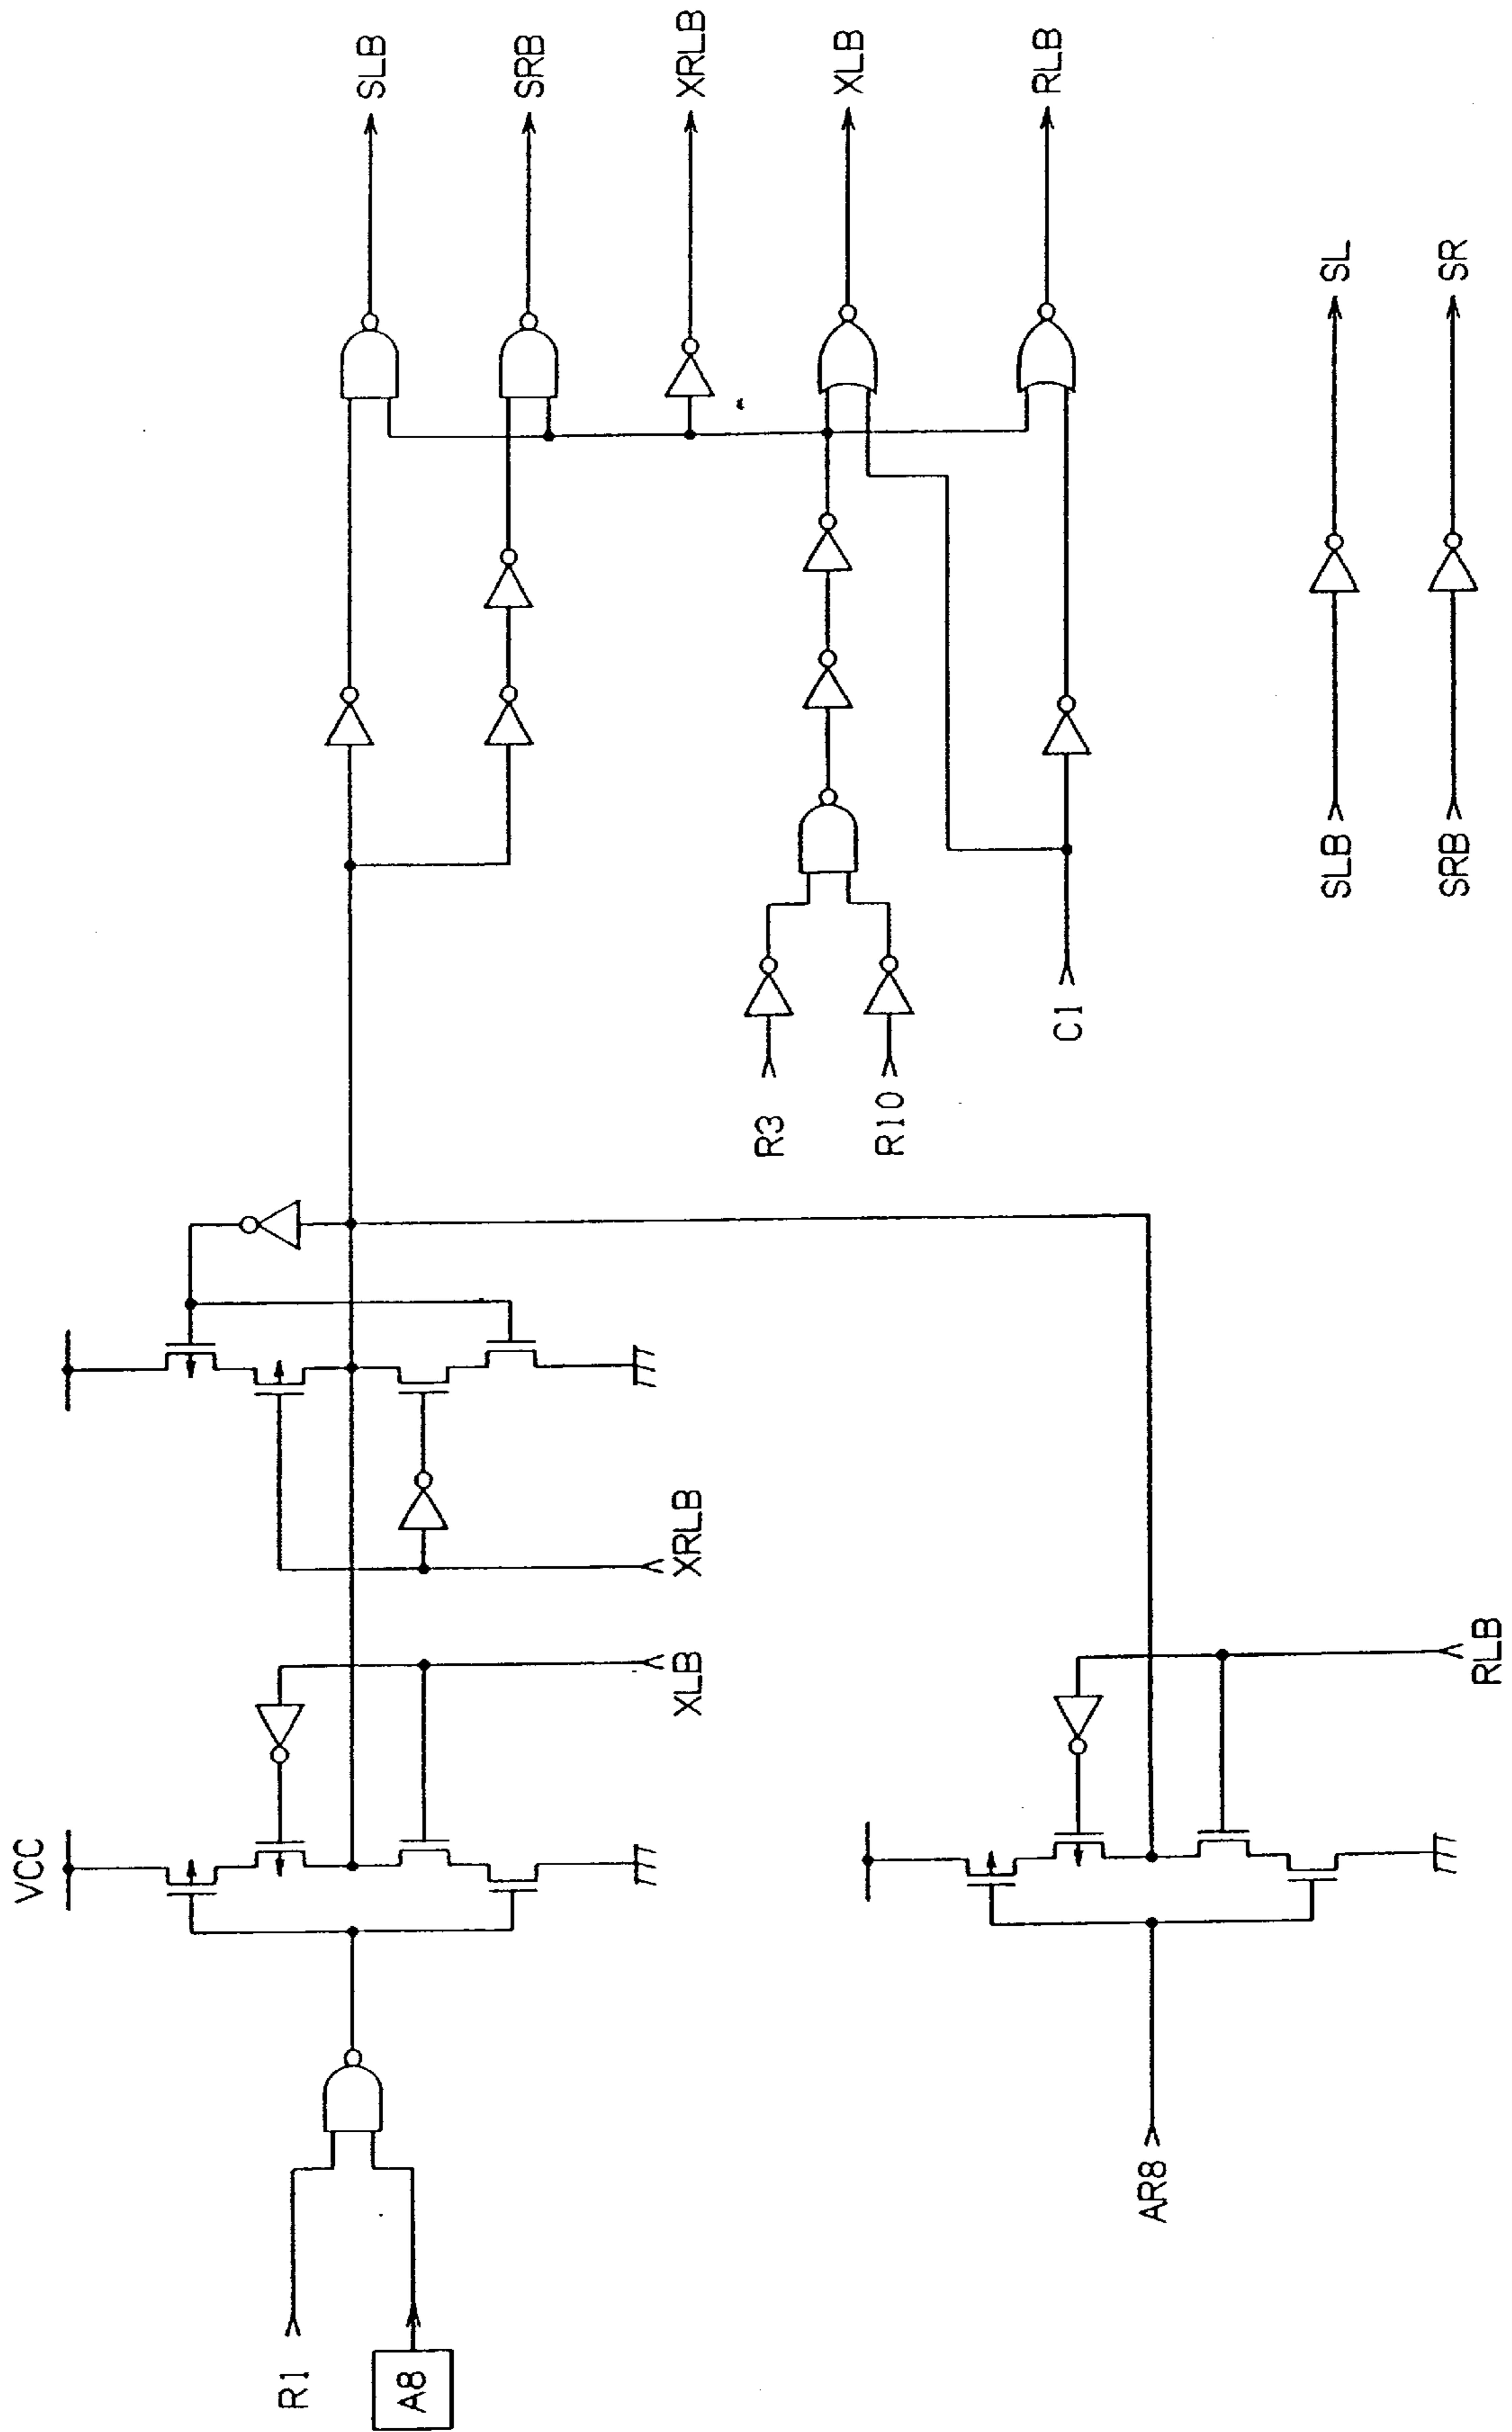 SLB
SRB
XRLB
XLB
RLB
SL
SR
SLB
SRB
R3
R10
C1
VCC
XLB
XRLB
RLB
R1
A8
AR8